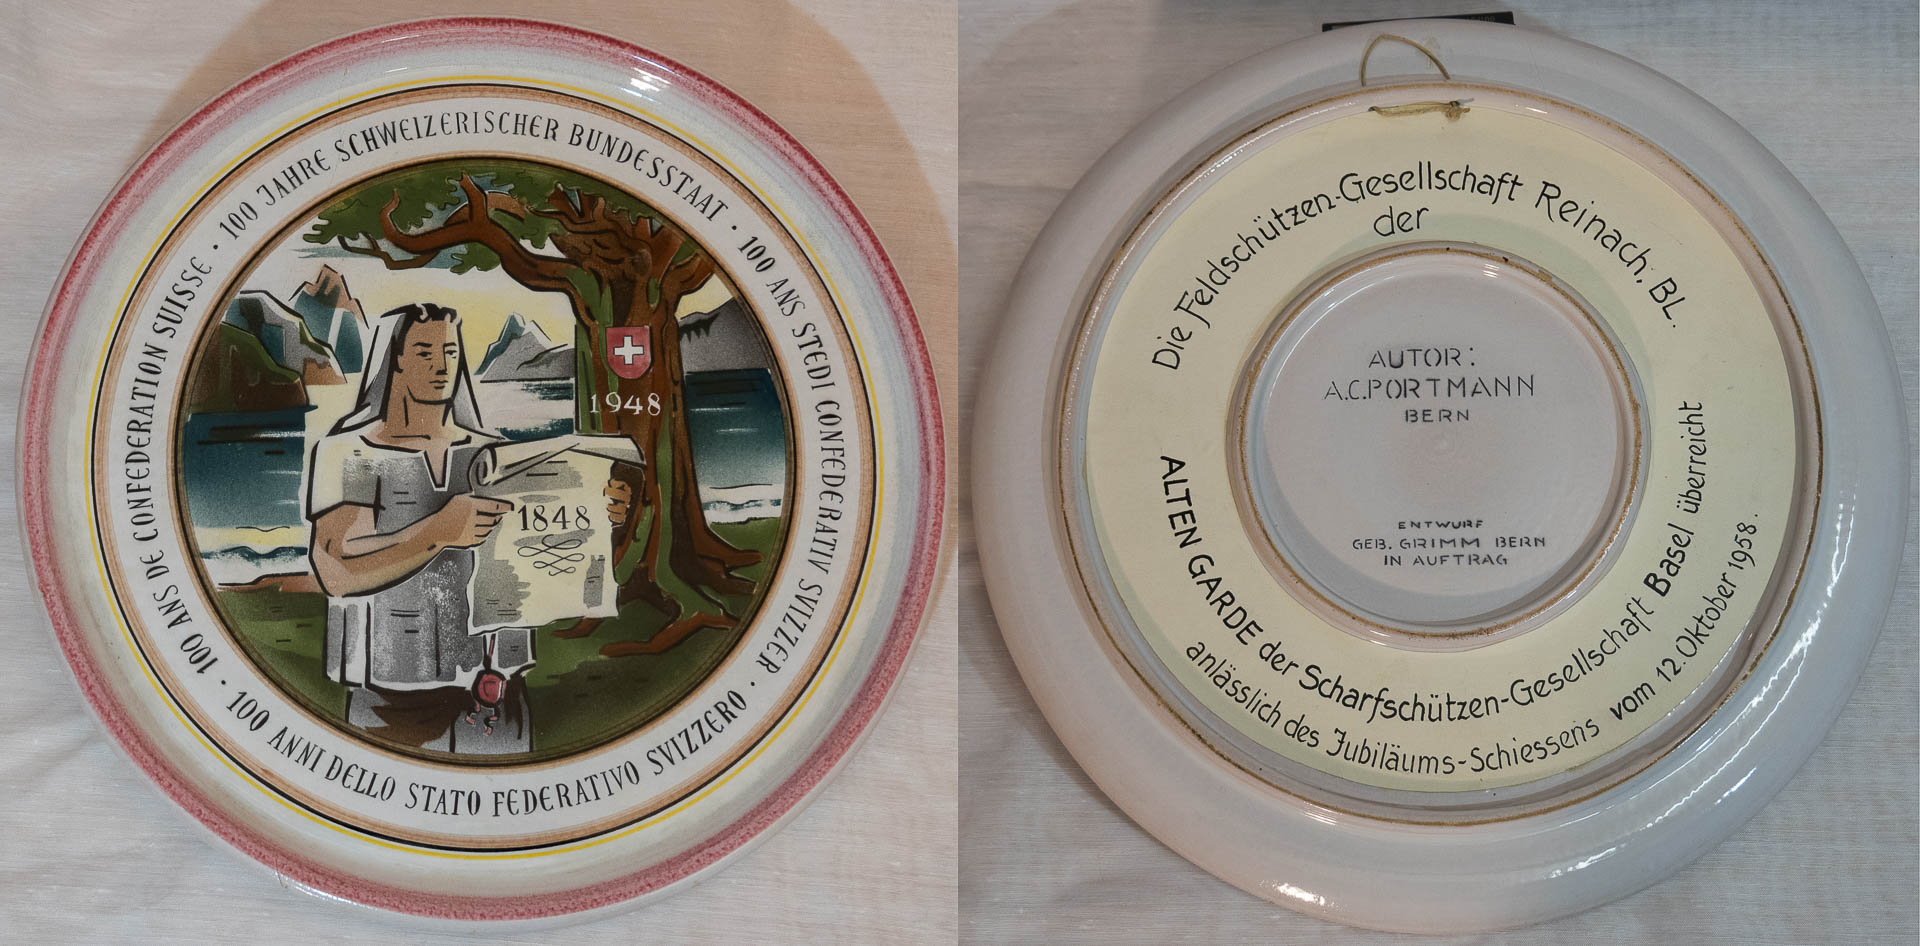 100 JAHRE SCHWEIZERISCHER BUNDESSTAAT ·
100 ANS STEDI CONFEDERATIV SVIZZER ·
100 ANNI DELLO STATO FEDERATIVO SVIZZERO ·
100 ANS DE CONFEDERATION SUISSE ·
1948
1848
Die Feldschützen-Gesellschaft Reinach. BL.
der
ALTEN GARDE der Scharfschützen-Gesellschaft Basel überreicht
anlässlich des Jubiläums-Schiessens vom 12. Oktober 1958.
AUTOR:
A.C.PORTMANN
BERN
ENTWURF
GEB. GRIMM BERN
IN AUFTRAG